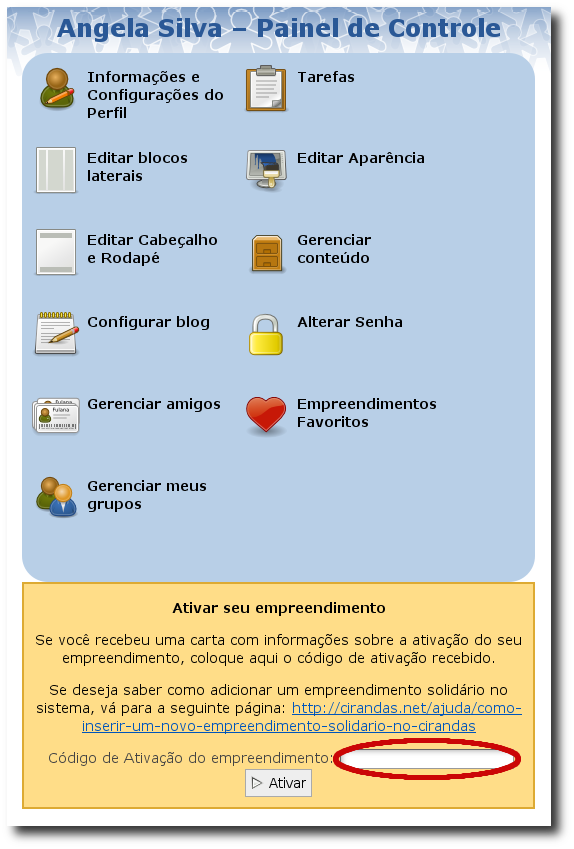 Angela Silva – Painel de Controle
Informações e
Configurações do
Perfil
Tarefas
Editar blocos
laterais
Editar Aparência
Editar Cabeçalho
e Rodapé
Gerenciar
conteúdo
Configurar blog
Alterar Senha
Fulana
Gerenciar amigos
Empreendimentos
Favoritos
Gerenciar meus
grupos
Ativar seu empreendimento
Se você recebeu uma carta com informações sobre a ativação do seu
empreendimento, coloque aqui o código de ativação recebido.
Se deseja saber como adicionar um empreendimento solidário no
sistema, vá para a seguinte página: http://cirandas.net/ajuda/como-
inserir-um-novo-empreendimento-solidario-no-cirandas
Código de Ativação do empreendimento:
Ativar